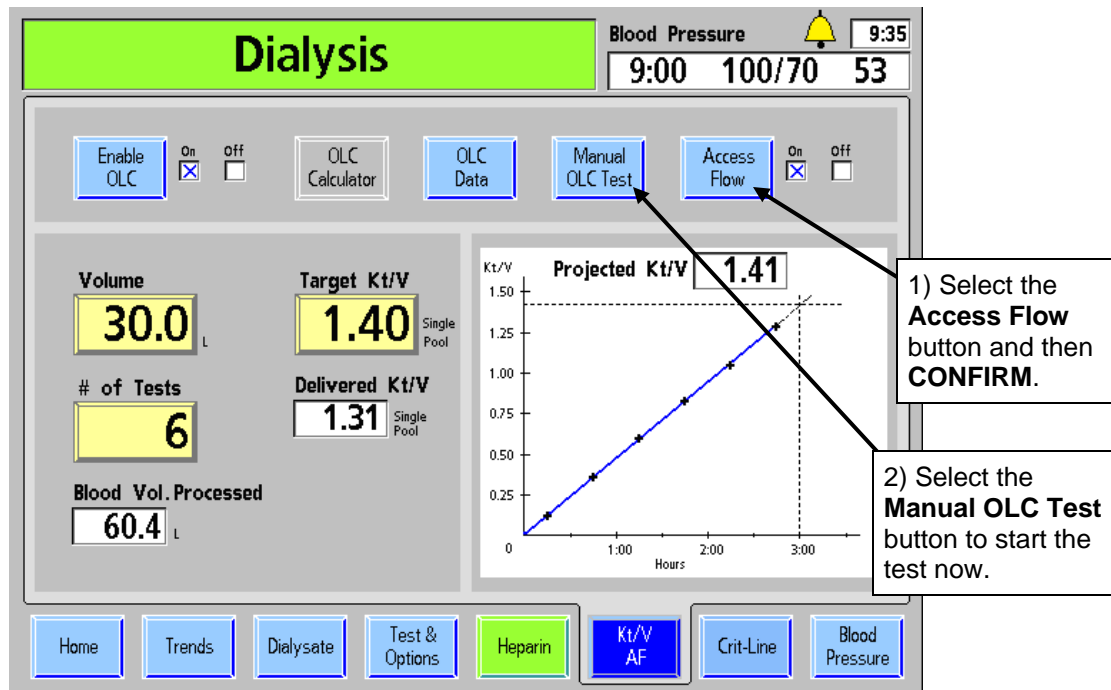 Dialysis
Blood Pressure
9:35
9:00 100/70 53
Enable
OLC
On Off
OLC
Calculator
OLC
Data
Manual
OLC Test
Access
Flow
On Off
Volume
30.0 L
Target Kt/V
1.40 Single
Pool
# of Tests
6
Delivered Kt/V
1.31 Single
Pool
Blood Vol.Processed
60.4 L
Kt/V
Projected Kt/V 1.41
1.50
1.25
1.00
0.75
0.50
0.25
0 1:00 2:00 3:00
Hours
1) Select the
Access Flow
button and then
CONFIRM.
2) Select the
Manual OLC Test
button to start the
test now.
Home
Trends
Dialysate
Test &
Options
Heparin
Kt/V
AF
Crit-Line
Blood
Pressure